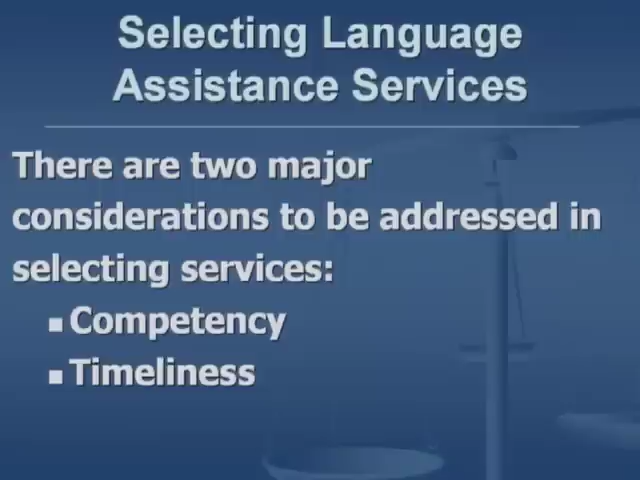 Selecting Language
Assistance Services
There are two major
considerations to be addressed in
selecting services:
Competency
Timeliness